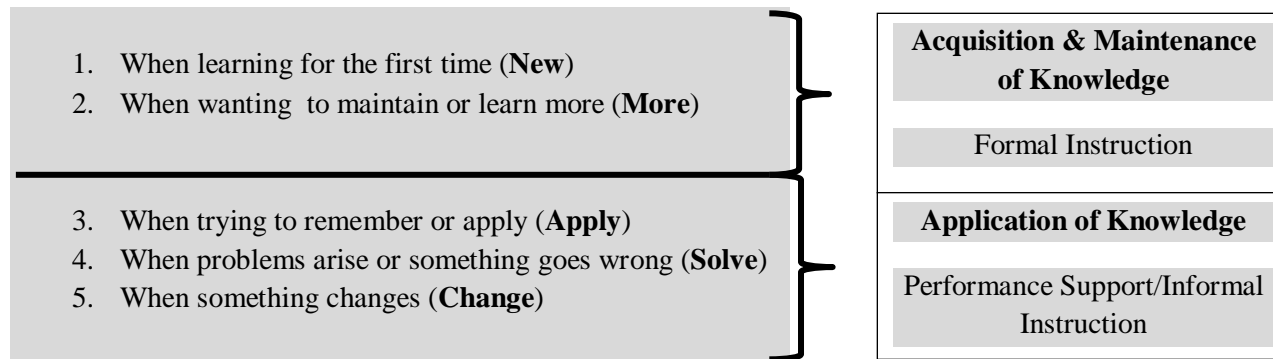 1. When learning for the first time (New)
2. When wanting to maintain or learn more (More)
3. When trying to remember or apply (Apply)
4. When problems arise or something goes wrong (Solve)
5. When something changes (Change)
Acquisition & Maintenance
of Knowledge
Formal Instruction
Application of Knowledge
Performance Support/Informal
Instruction